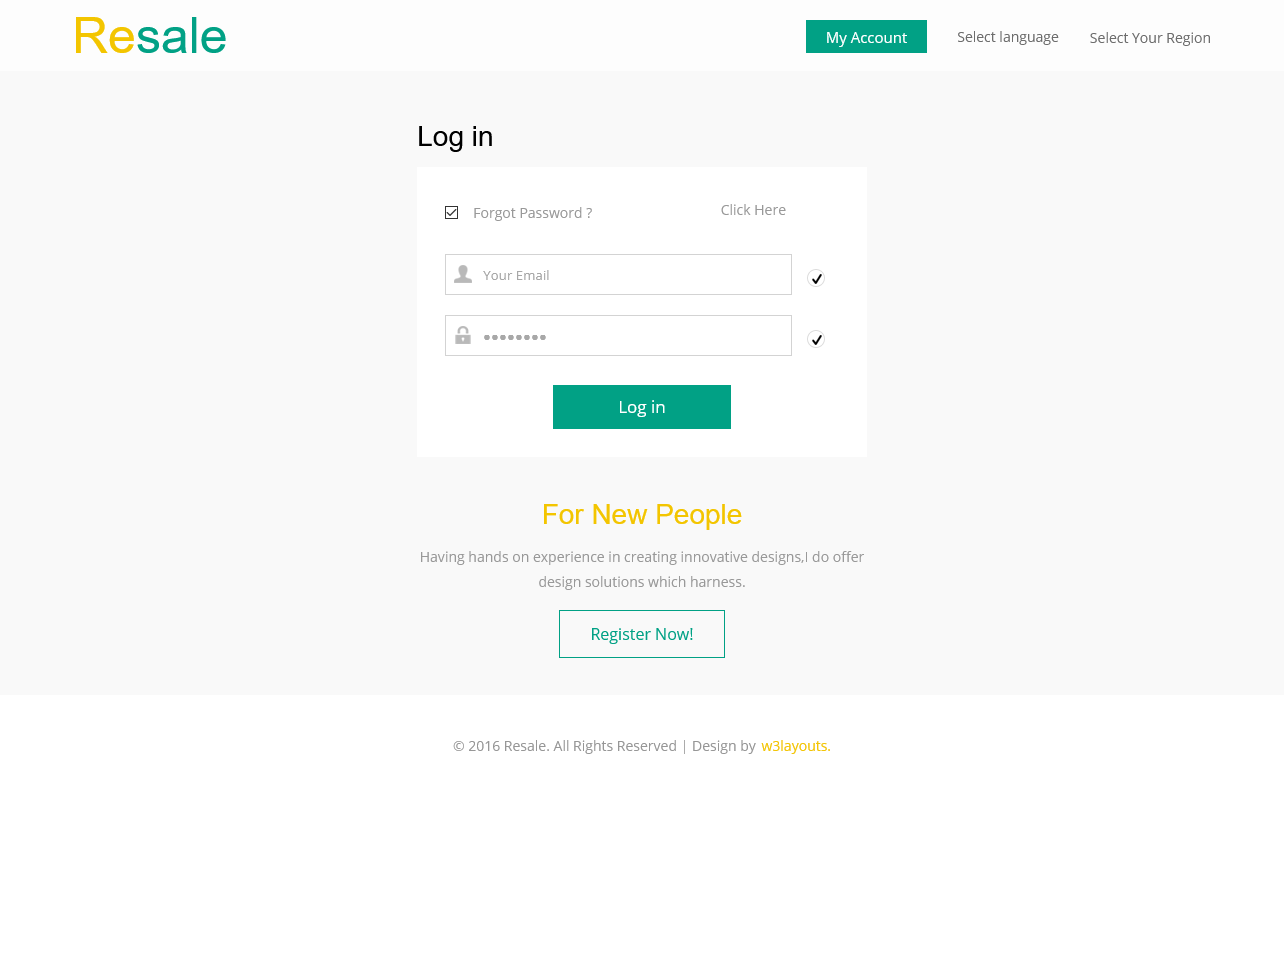 Resale
My Account
Select language
Select Your Region
Log in
Forgot Password ?
Click Here
Your Email
••••••••
Log in
For New People
Having hands on experience in creating innovative designs,I do offer
design solutions which harness.
Register Now!
© 2016 Resale. All Rights Reserved | Design by w3layouts.